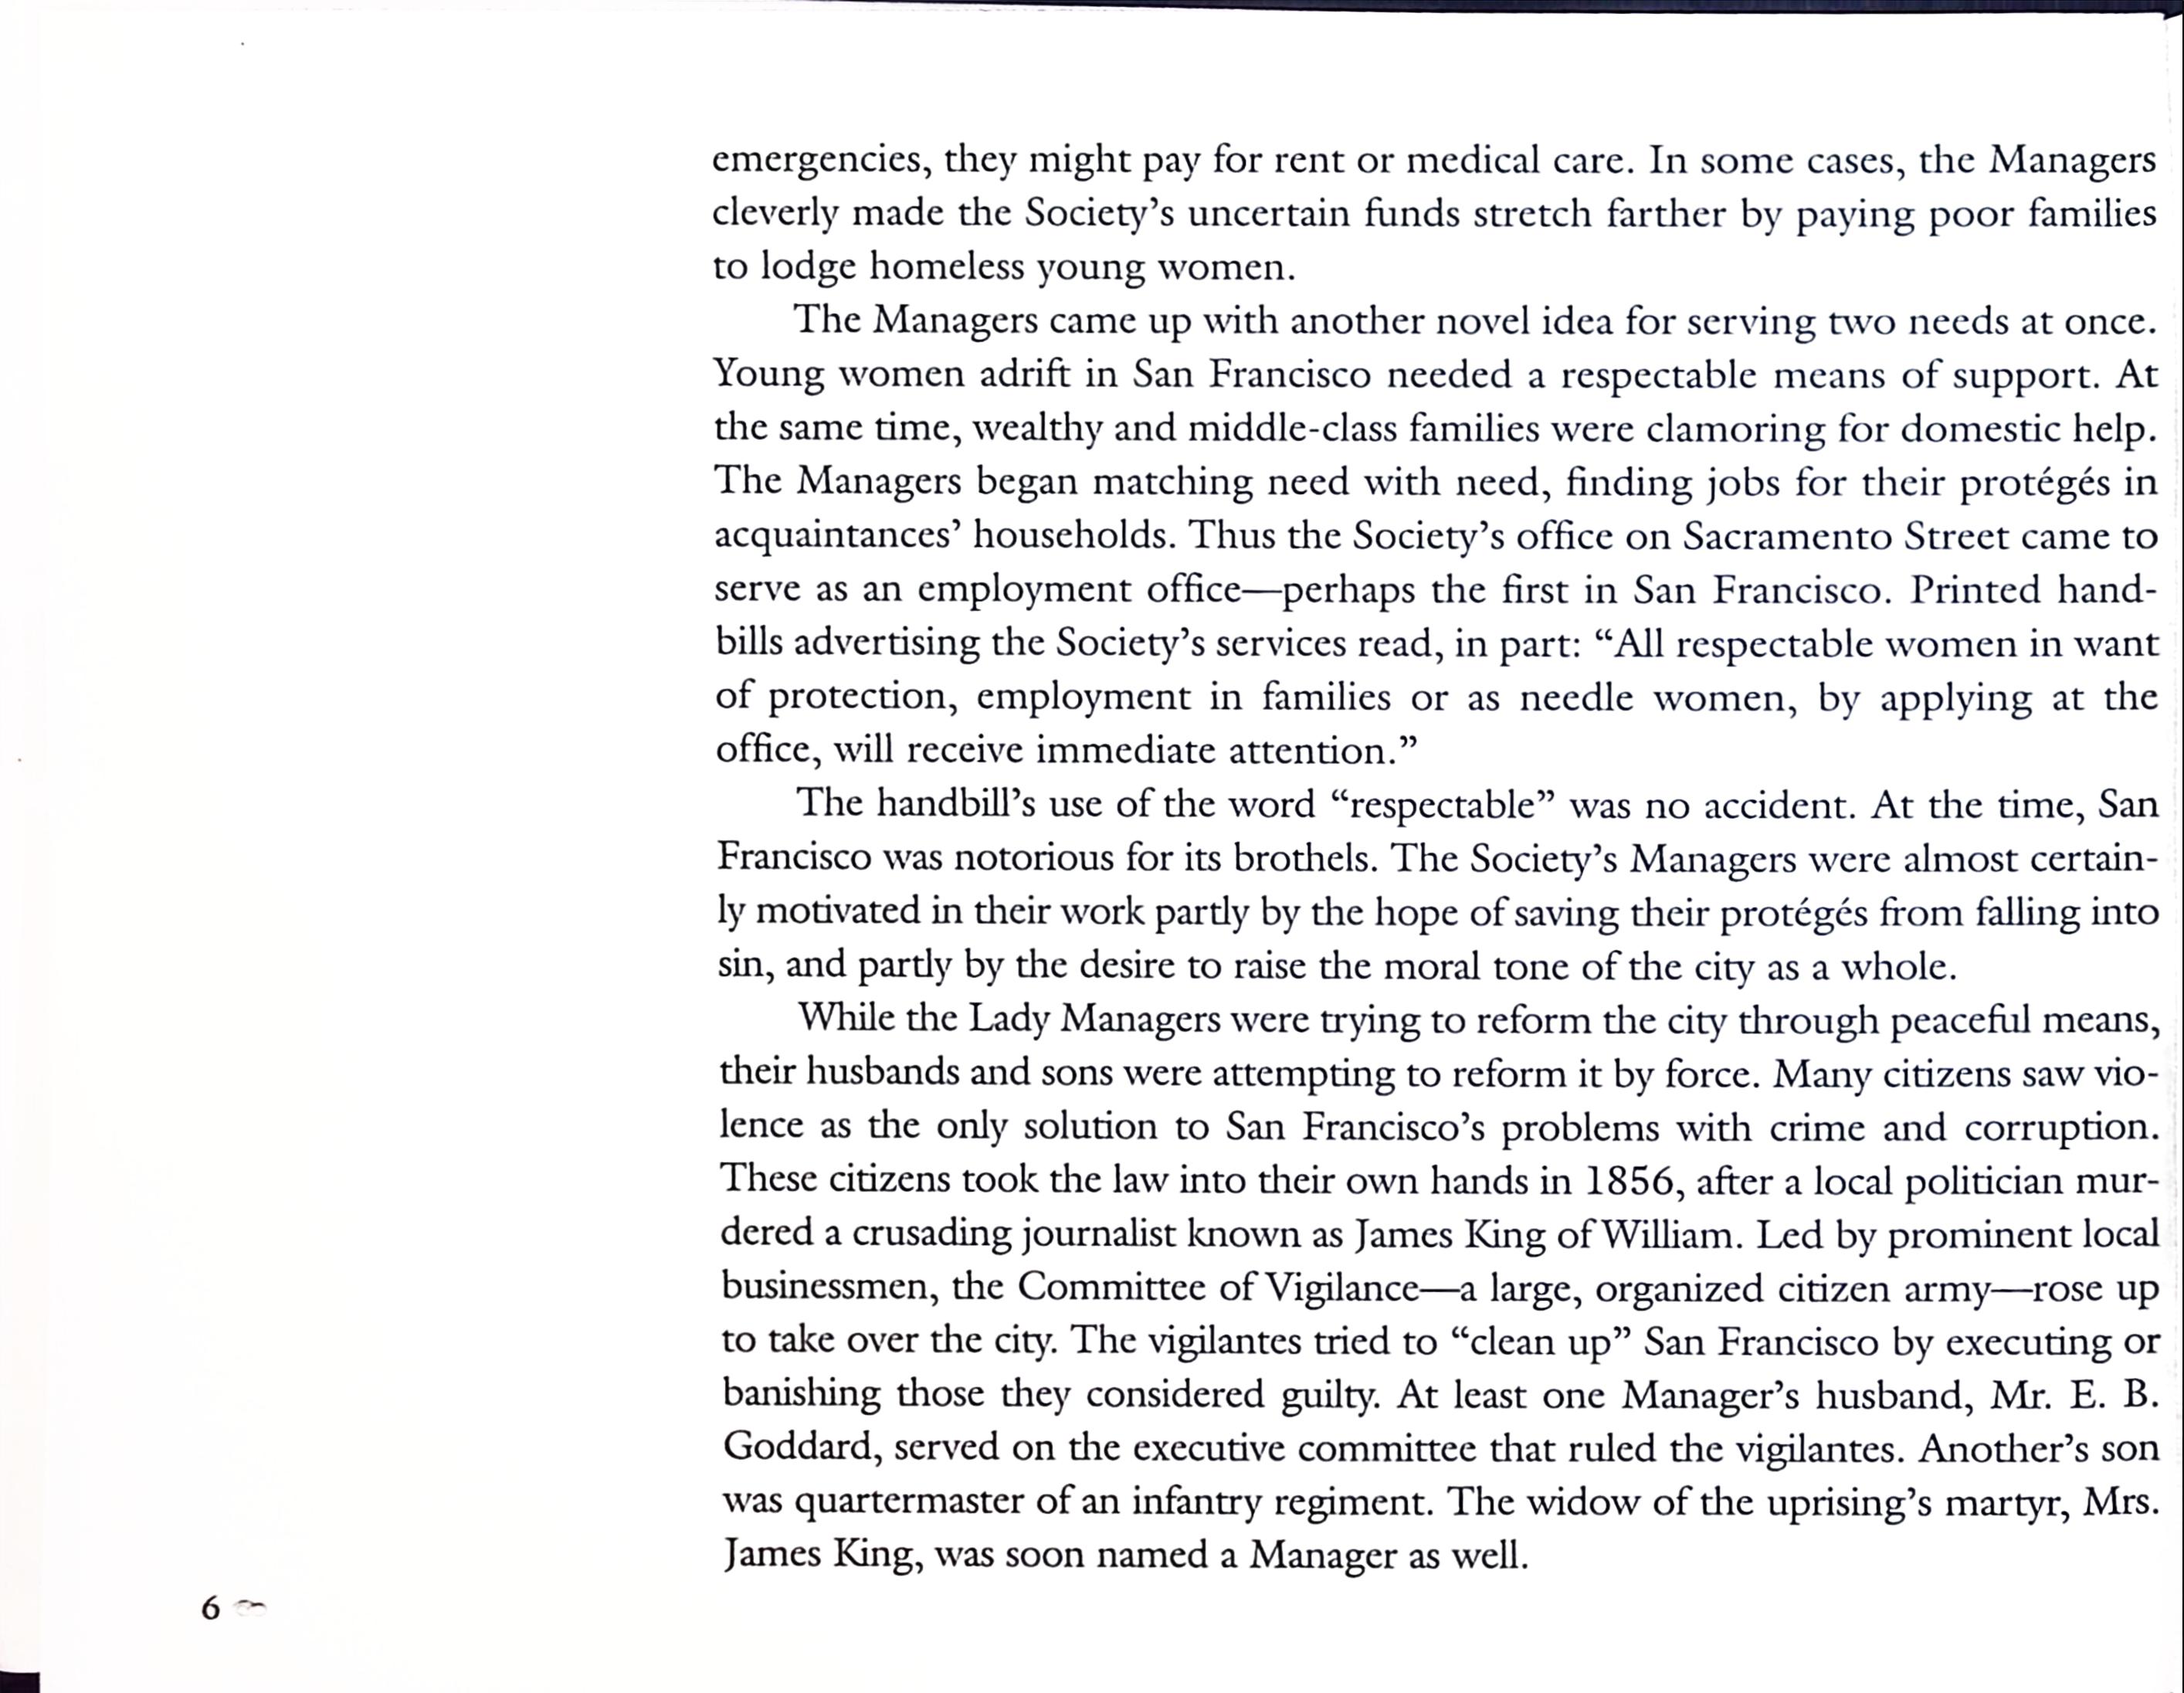 emergencies, they might pay for rent or medical care. In some cases, the Managers
cleverly made the Society’s uncertain funds stretch farther by paying poor families
to lodge homeless young women.
The Managers came up with another novel idea for serving two needs at once.
Young women adrift in San Francisco needed a respectable means of support. At
the same time, wealthy and middle-class families were clamoring for domestic help.
The Managers began matching need with need, finding jobs for their protégés in
acquaintances’ households. Thus the Society’s office on Sacramento Street came to
serve as an employment office—perhaps the first in San Francisco. Printed hand-
bills advertising the Society’s services read, in part: “All respectable women in want
of protection, employment in families or as needle women, by applying at the
office, will receive immediate attention.”
The handbill’s use of the word “respectable” was no accident. At the time, San
Francisco was notorious for its brothels. The Society’s Managers were almost certain-
ly motivated in their work partly by the hope of saving their protégés from falling into
sin, and partly by the desire to raise the moral tone of the city as a whole.
While the Lady Managers were trying to reform the city through peaceful means,
their husbands and sons were attempting to reform it by force. Many citizens saw vio-
lence as the only solution to San Francisco’s problems with crime and corruption.
These citizens took the law into their own hands in 1856, after a local politician mur-
dered a crusading journalist known as James King of William. Led by prominent local
businessmen, the Committee of Vigilance—a large, organized citizen army—rose up
to take over the city. The vigilantes tried to “clean up” San Francisco by executing or
banishing those they considered guilty. At least one Manager’s husband, Mr. E. B.
Goddard, served on the executive committee that ruled the vigilantes. Another’s son
was quartermaster of an infantry regiment. The widow of the uprising’s martyr, Mrs.
James King, was soon named a Manager as well.
6